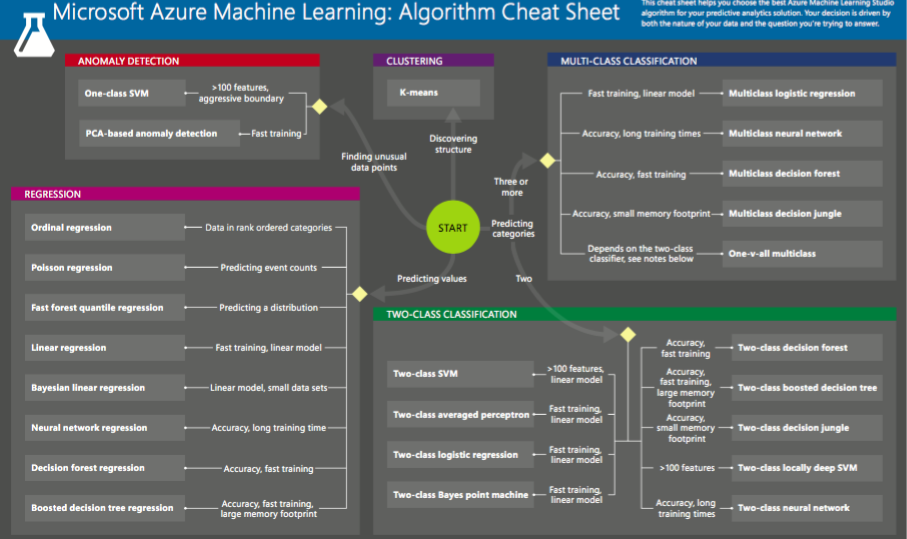 Microsoft Azure Machine Learning: Algorithm Cheat Sheet
This cheat sheet helps you choose the best Azure Machine Learning Studio
algorithm for your predictive analytics solution. Your decision is driven by
both the nature of your data and the question you're trying to answer.
ANOMALY DETECTION
One-class SVM
>100 features,
aggressive boundary
PCA-based anomaly detection
Fast training
CLUSTERING
K-means
MULTI-CLASS CLASSIFICATION
Fast training, linear model
Multiclass logistic regression
Accuracy, long training times
Multiclass neural network
Accuracy, fast training
Multiclass decision forest
Accuracy, small memory footprint
Multiclass decision jungle
Depends on the two-class
classifier, see notes below
One-v-all multiclass
Finding unusual
data points
Discovering
structure
Three or
more
START
Predicting
categories
Predicting values
Two
REGRESSION
Ordinal regression
Data in rank ordered categories
Poisson regression
Predicting event counts
Fast forest quantile regression
Predicting a distribution
Linear regression
Fast training, linear model
Bayesian linear regression
Linear model, small data sets
Neural network regression
Accuracy, long training time
Decision forest regression
Accuracy, fast training
Boosted decision tree regression
Accuracy, fast training,
large memory footprint
TWO-CLASS CLASSIFICATION
Two-class SVM
>100 features,
linear model
Two-class averaged perceptron
Fast training,
linear model
Two-class logistic regression
Fast training,
linear model
Two-class Bayes point machine
Fast training,
linear model
Accuracy,
fast training
Two-class decision forest
Accuracy,
fast training,
large memory
footprint
Two-class boosted decision tree
Accuracy,
small memory
footprint
Two-class decision jungle
>100 features
Two-class locally deep SVM
Accuracy, long
training times
Two-class neural network